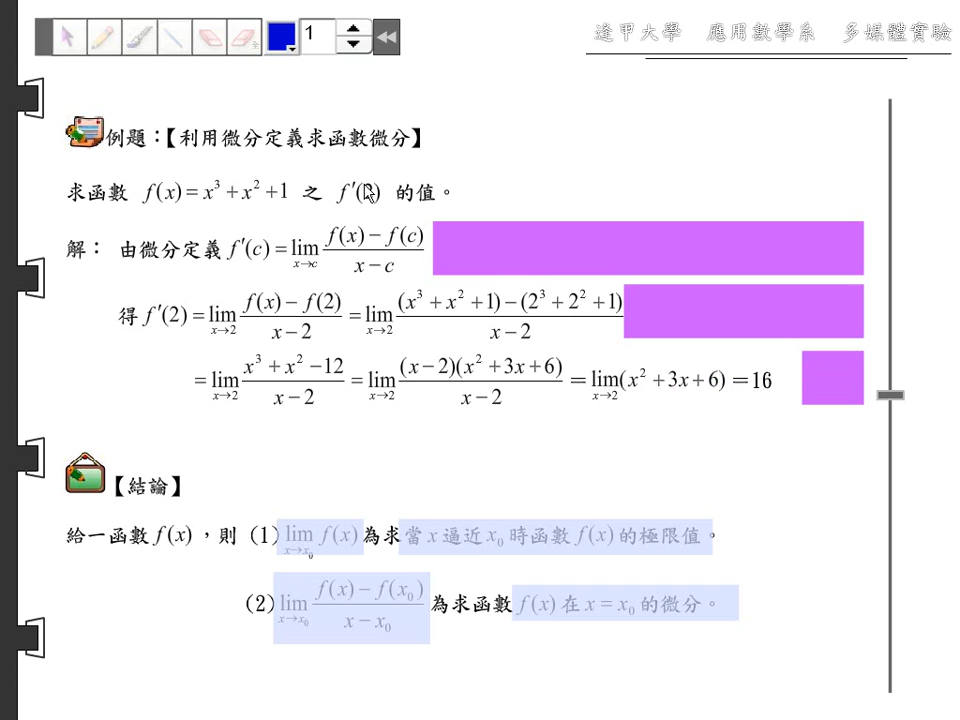 1
全
逢甲大學 應用數學系 多媒體實驗
例題：【利用微分定義求函數微分】
求函數 f(x) = x³ + x² + 1 之 f′(2) 的值。
解： 由微分定義 f′(c) = lim_{x→c} (f(x) − f(c))/(x − c)
得 f′(2) = lim_{x→2} (f(x) − f(2))/(x − 2) = lim_{x→2} ((x³ + x² + 1) − (2³ + 2² + 1))/(x − 2)
= lim_{x→2} (x³ + x² − 12)/(x − 2) = lim_{x→2} ((x − 2)(x² + 3x + 6))/(x − 2) = lim_{x→2} (x² + 3x + 6) = 16
【結論】
給一函數 f(x)，則 (1) lim_{x→x₀} f(x) 為求當 x 逼近 x₀ 時函數 f(x) 的極限值。
(2) lim_{x→x₀} (f(x) − f(x₀))/(x − x₀) 為求函數 f(x) 在 x = x₀ 的微分。